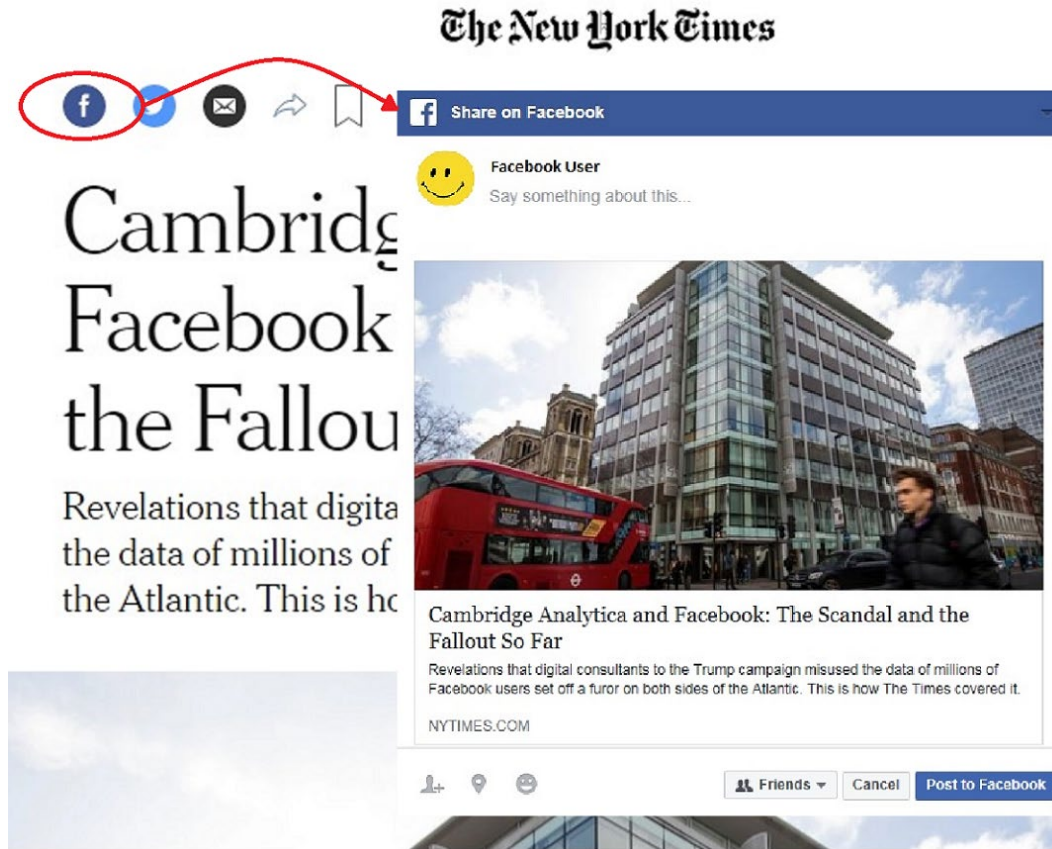 The New York Times
f
f Share on Facebook
Facebook User
Say something about this...
Cambridg
Facebook
the Fallou
Revelations that digita
the data of millions of
the Atlantic. This is ho
Cambridge Analytica and Facebook: The Scandal and the
Fallout So Far
Revelations that digital consultants to the Trump campaign misused the data of millions of
Facebook users set off a furor on both sides of the Atlantic. This is how The Times covered it.
NYTIMES.COM
Friends
Cancel
Post to Facebook